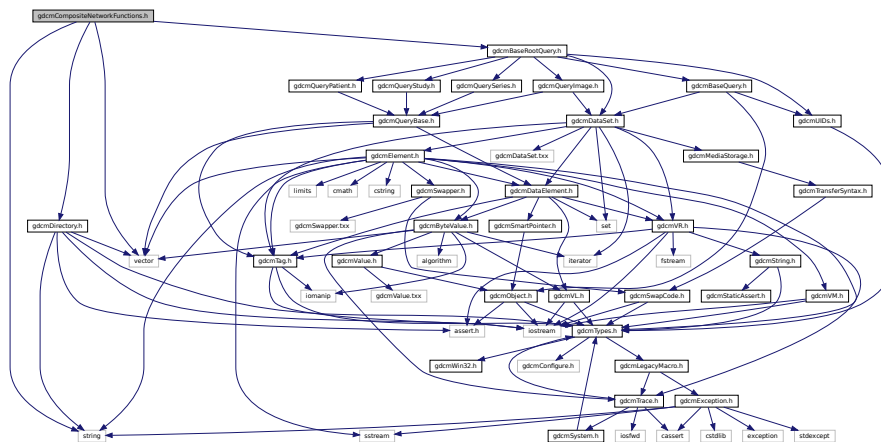 gdcmCompositeNetworkFunctions.h
gdcmBaseRootQuery.h
gdcmQueryPatient.h
gdcmQueryStudy.h
gdcmQuerySeries.h
gdcmQueryImage.h
gdcmBaseQuery.h
gdcmQueryBase.h
gdcmDataSet.h
gdcmUIDs.h
gdcmElement.h
gdcmDataSet.txx
gdcmMediaStorage.h
limits
cmath
cstring
gdcmSwapper.h
gdcmDataElement.h
gdcmTransferSyntax.h
gdcmDirectory.h
gdcmSwapper.txx
gdcmByteValue.h
gdcmSmartPointer.h
set
gdcmVR.h
vector
gdcmTag.h
gdcmValue.h
algorithm
iterator
fstream
gdcmString.h
iomanip
gdcmValue.txx
gdcmObject.h
gdcmVL.h
gdcmSwapCode.h
gdcmStaticAssert.h
gdcmVM.h
assert.h
iostream
gdcmTypes.h
gdcmWin32.h
gdcmConfigure.h
gdcmLegacyMacro.h
gdcmTrace.h
gdcmException.h
string
sstream
gdcmSystem.h
iosfwd
cassert
cstdlib
exception
stdexcept